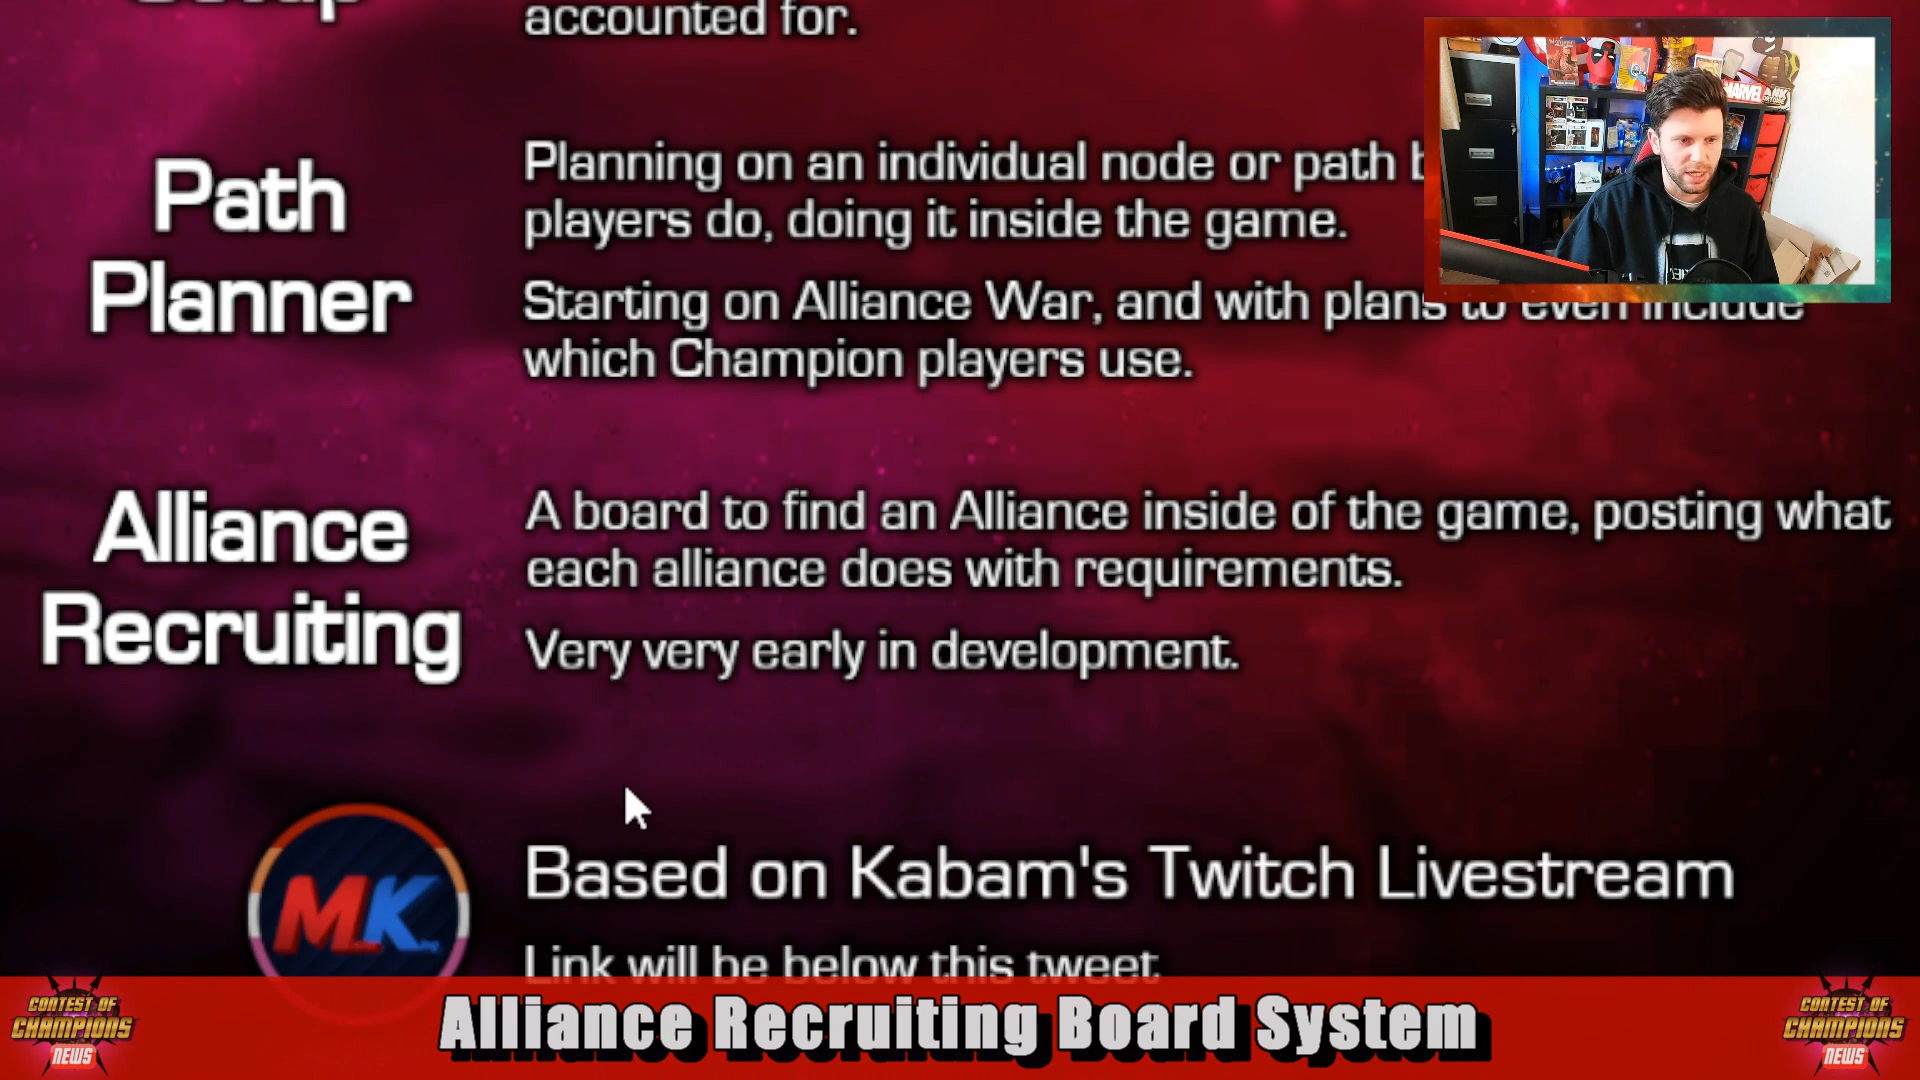 accounted for.
Path
Planner
Planning on an individual node or path
players do, doing it inside the game.
Starting on Alliance War, and with plans to even include
which Champion players use.
Alliance
Recruiting
A board to find an Alliance inside of the game, posting what
each alliance does with requirements.
Very very early in development.
MK
Based on Kabam's Twitch Livestream
Link will be below this tweet
MARVEL
CONTEST OF
CHAMPIONS
NEWS
Alliance Recruiting Board System
CONTEST OF
CHAMPIONS
NEWS